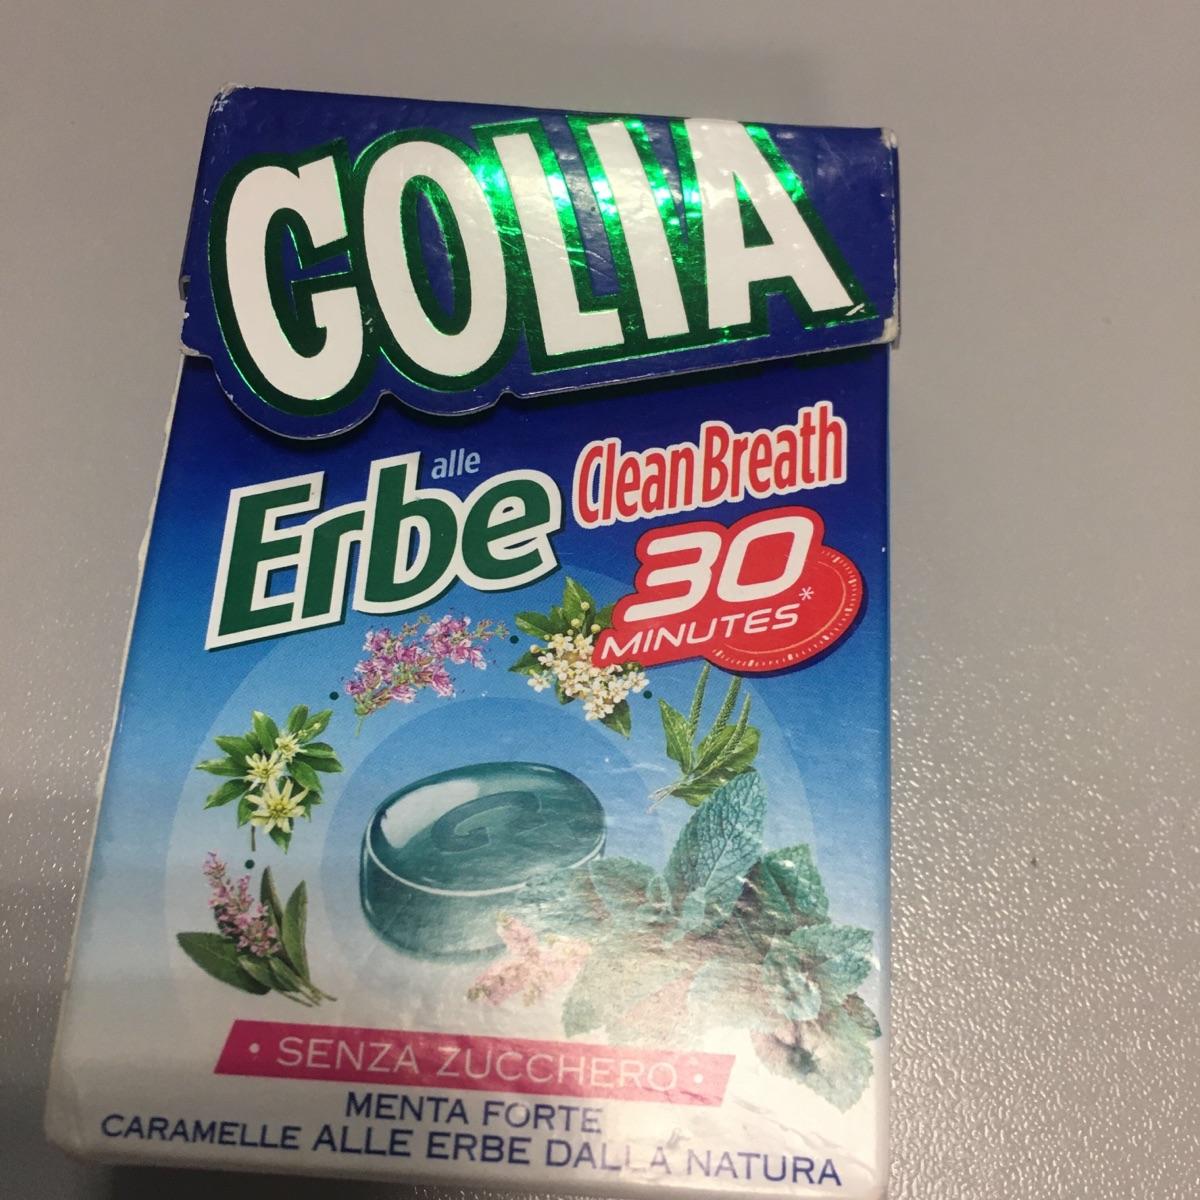 GOLIA
alle
Erbe
Clean Breath
30
MINUTES*
• SENZA ZUCCHERO •
MENTA FORTE
CARAMELLE ALLE ERBE DALLA NATURA